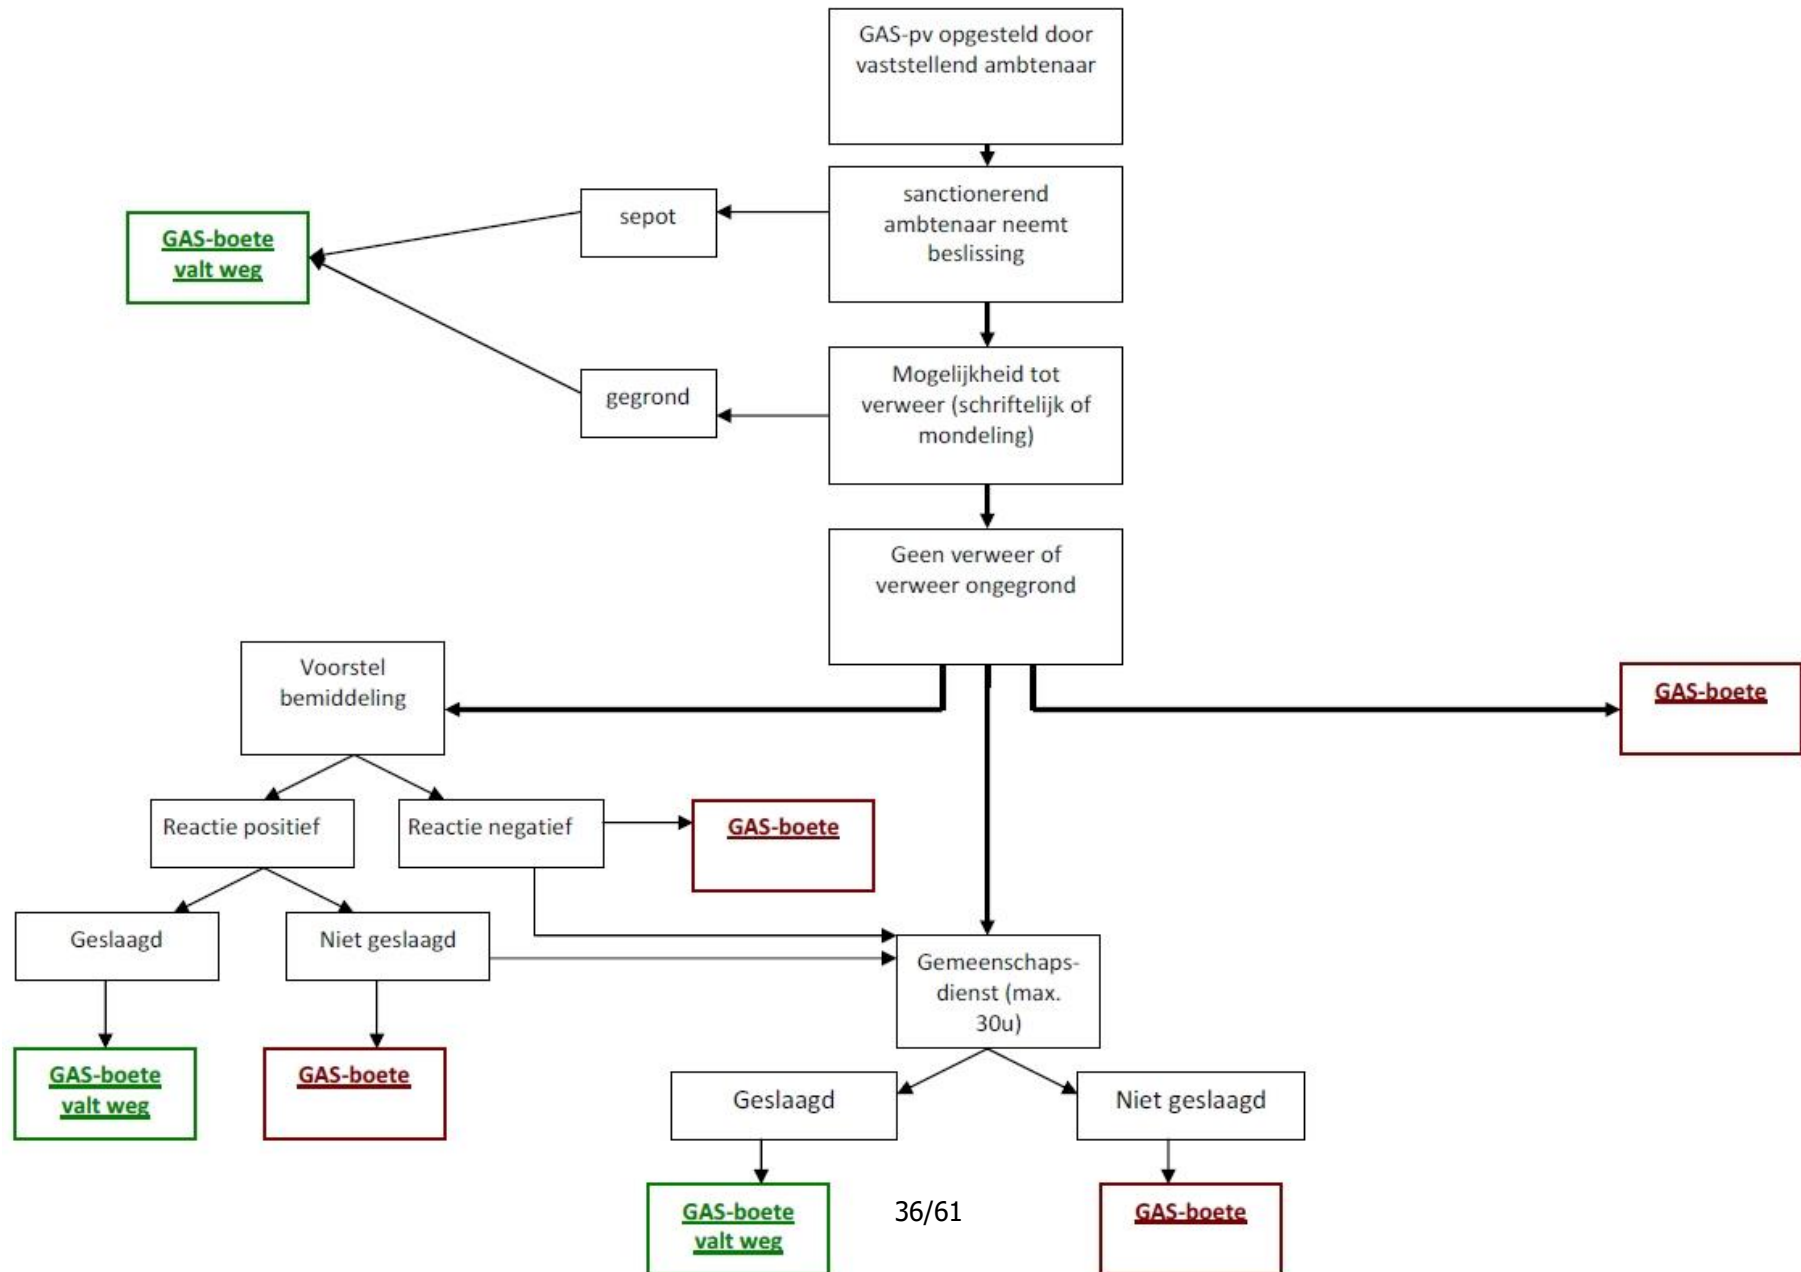 GAS-pv opgesteld door
vaststellend ambtenaar
sanctionerend
ambtenaar neemt
beslissing
sepot
GAS-boete
valt weg
Mogelijkheid tot
verweer (schriftelijk of
mondeling)
gegrond
Geen verweer of
verweer ongegrond
Voorstel
bemiddeling
GAS-boete
Reactie positief
Reactie negatief
GAS-boete
Geslaagd
Niet geslaagd
Gemeenschaps-
dienst (max.
30u)
GAS-boete
valt weg
GAS-boete
Geslaagd
Niet geslaagd
GAS-boete
valt weg
36/61
GAS-boete